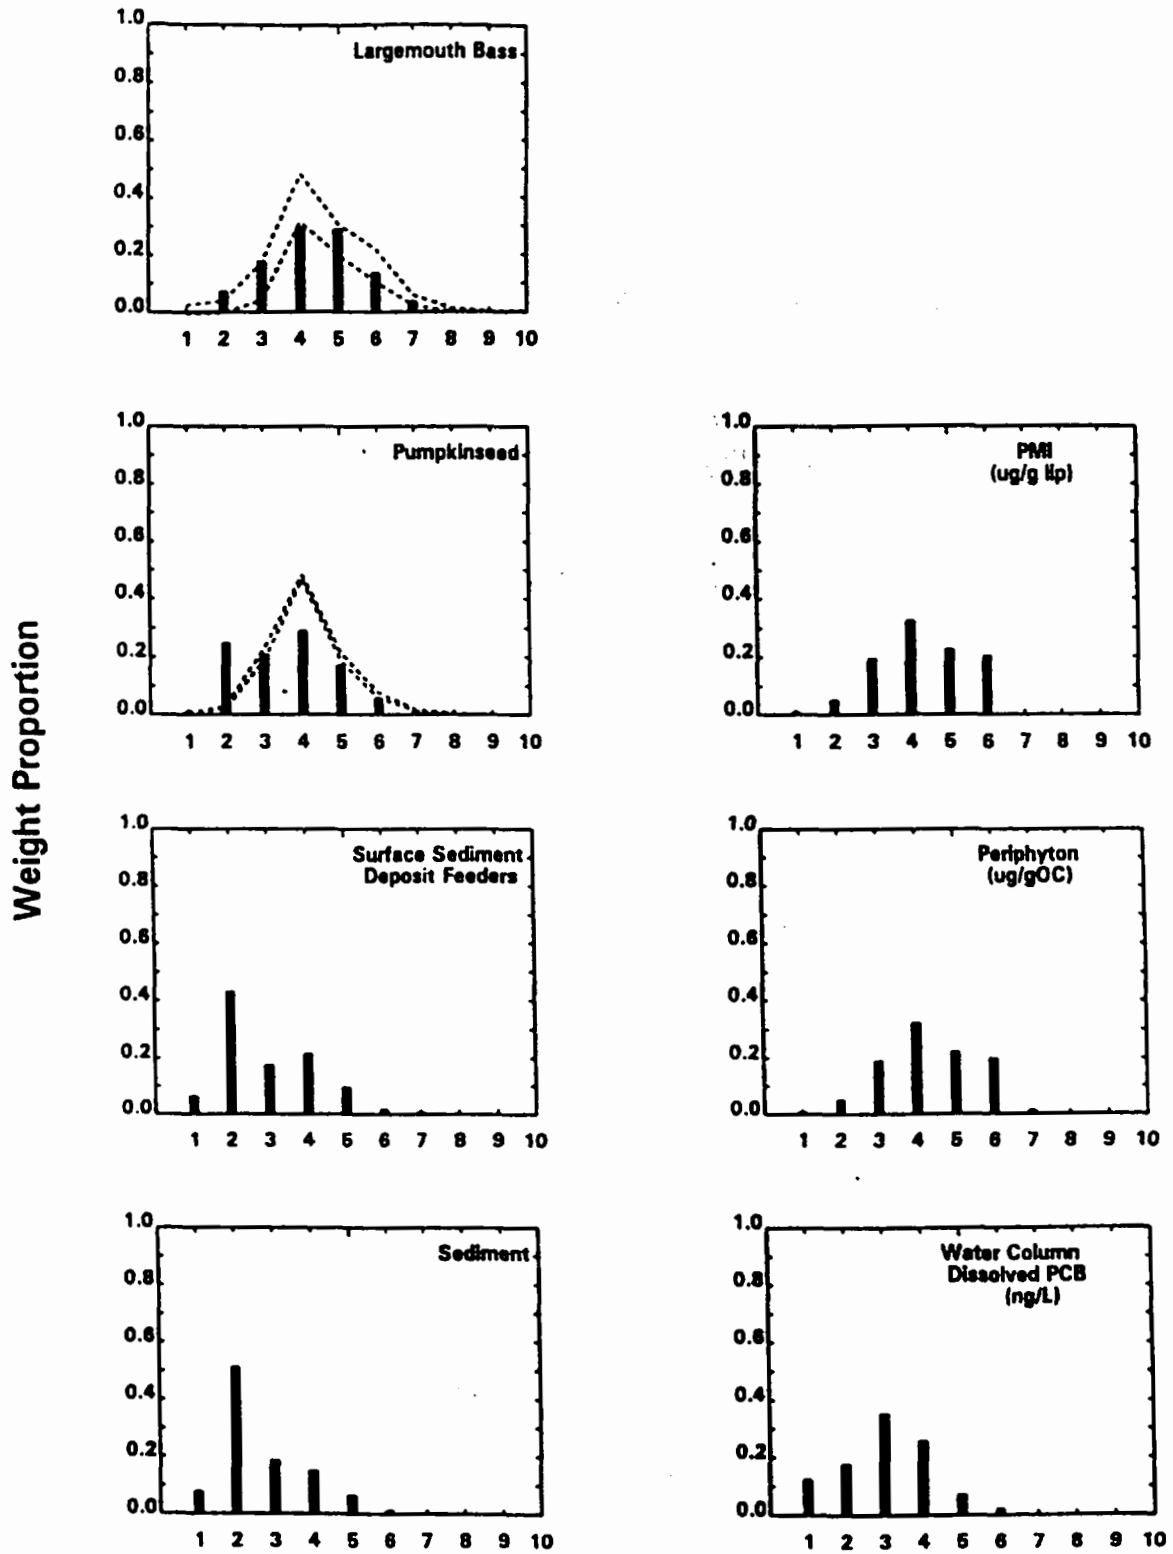 Weight Proportion
Largemouth Bass
1.0
0.8
0.6
0.4
0.2
0.0
1 2 3 4 5 6 7 8 9 10
Pumpkinseed
1.0
0.8
0.6
0.4
0.2
0.0
1 2 3 4 5 6 7 8 9 10
PMI
(ug/g lip)
1.0
0.8
0.6
0.4
0.2
0.0
1 2 3 4 5 6 7 8 9 10
Surface Sediment
Deposit Feeders
1.0
0.8
0.6
0.4
0.2
0.0
1 2 3 4 5 6 7 8 9 10
Periphyton
(ug/gOC)
1.0
0.8
0.6
0.4
0.2
0.0
1 2 3 4 5 6 7 8 9 10
Sediment
1.0
0.8
0.6
0.4
0.2
0.0
1 2 3 4 5 6 7 8 9 10
Water Column
Dissolved PCB
(ng/L)
1.0
0.8
0.6
0.4
0.2
0.0
1 2 3 4 5 6 7 8 9 10